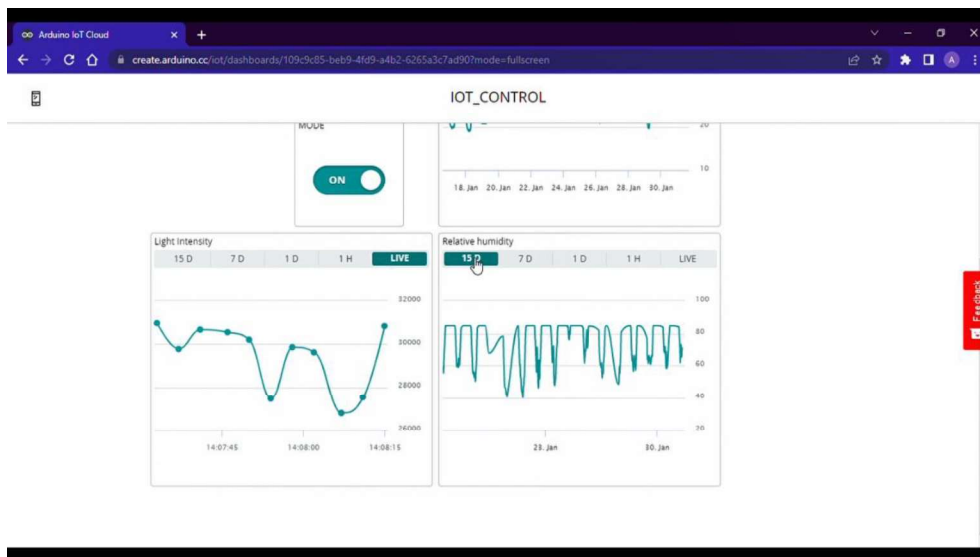 Arduino IoT Cloud
create.arduino.cc/iot/dashboards/109c9c85-beb9-4fd9-a4b2-6265a3c7ad90?mode=fullscreen
A
IOT_CONTROL
MODE
ON
20
10
18. Jan 20. Jan 22. Jan 24. Jan 26. Jan 28. Jan 30. Jan
Light Intensity
15 D 7 D 1 D 1 H LIVE
32000
30000
28000
26000
14:07:45 14:08:00 14:08:15
Relative humidity
15 D 7 D 1 D 1 H LIVE
100
80
60
40
20
23. Jan 30. Jan
Feedback